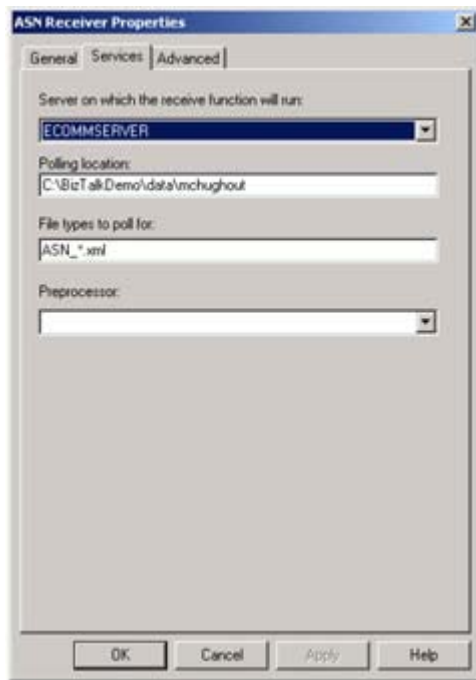 ASN Receiver Properties
General Services Advanced
Server on which the receive function will run:
ECOMMSERVER
Polling location:
C:\BizTalkDemo\data\mchughout
File types to poll for:
ASN_*.xml
Preprocessor:
OK Cancel Apply Help